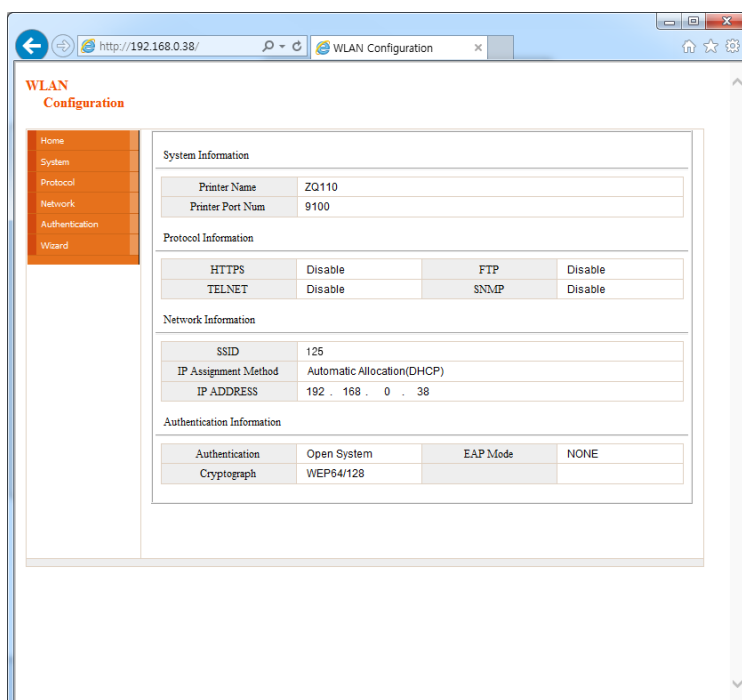 http://192.168.0.38/
WLAN Configuration
WLAN
Configuration
Home
System
Protocol
Network
Authentication
Wizard
System Information
Printer Name ZQ110
Printer Port Num 9100
Protocol Information
HTTPS Disable FTP Disable
TELNET Disable SNMP Disable
Network Information
SSID 125
IP Assignment Method Automatic Allocation(DHCP)
IP ADDRESS 192 . 168 . 0 . 38
Authentication Information
Authentication Open System EAP Mode NONE
Cryptograph WEP64/128